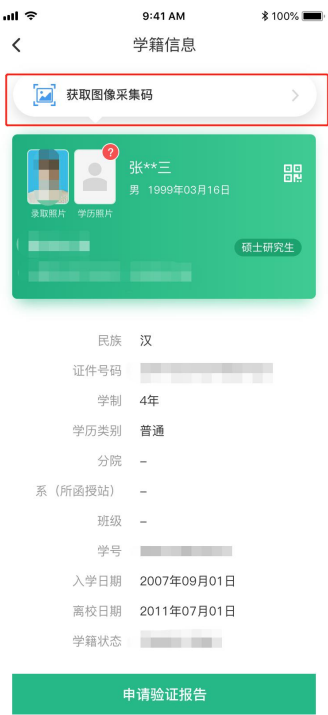 9:41 AM
100%
学籍信息
获取图像采集码
?
张**三
男 1999年03月16日
录取照片 学历照片
硕士研究生
民族 汉
证件号码
学制 4年
学历类别 普通
分院 –
系（所函授站） –
班级 –
学号
入学日期 2007年09月01日
离校日期 2011年07月01日
学籍状态
申请验证报告